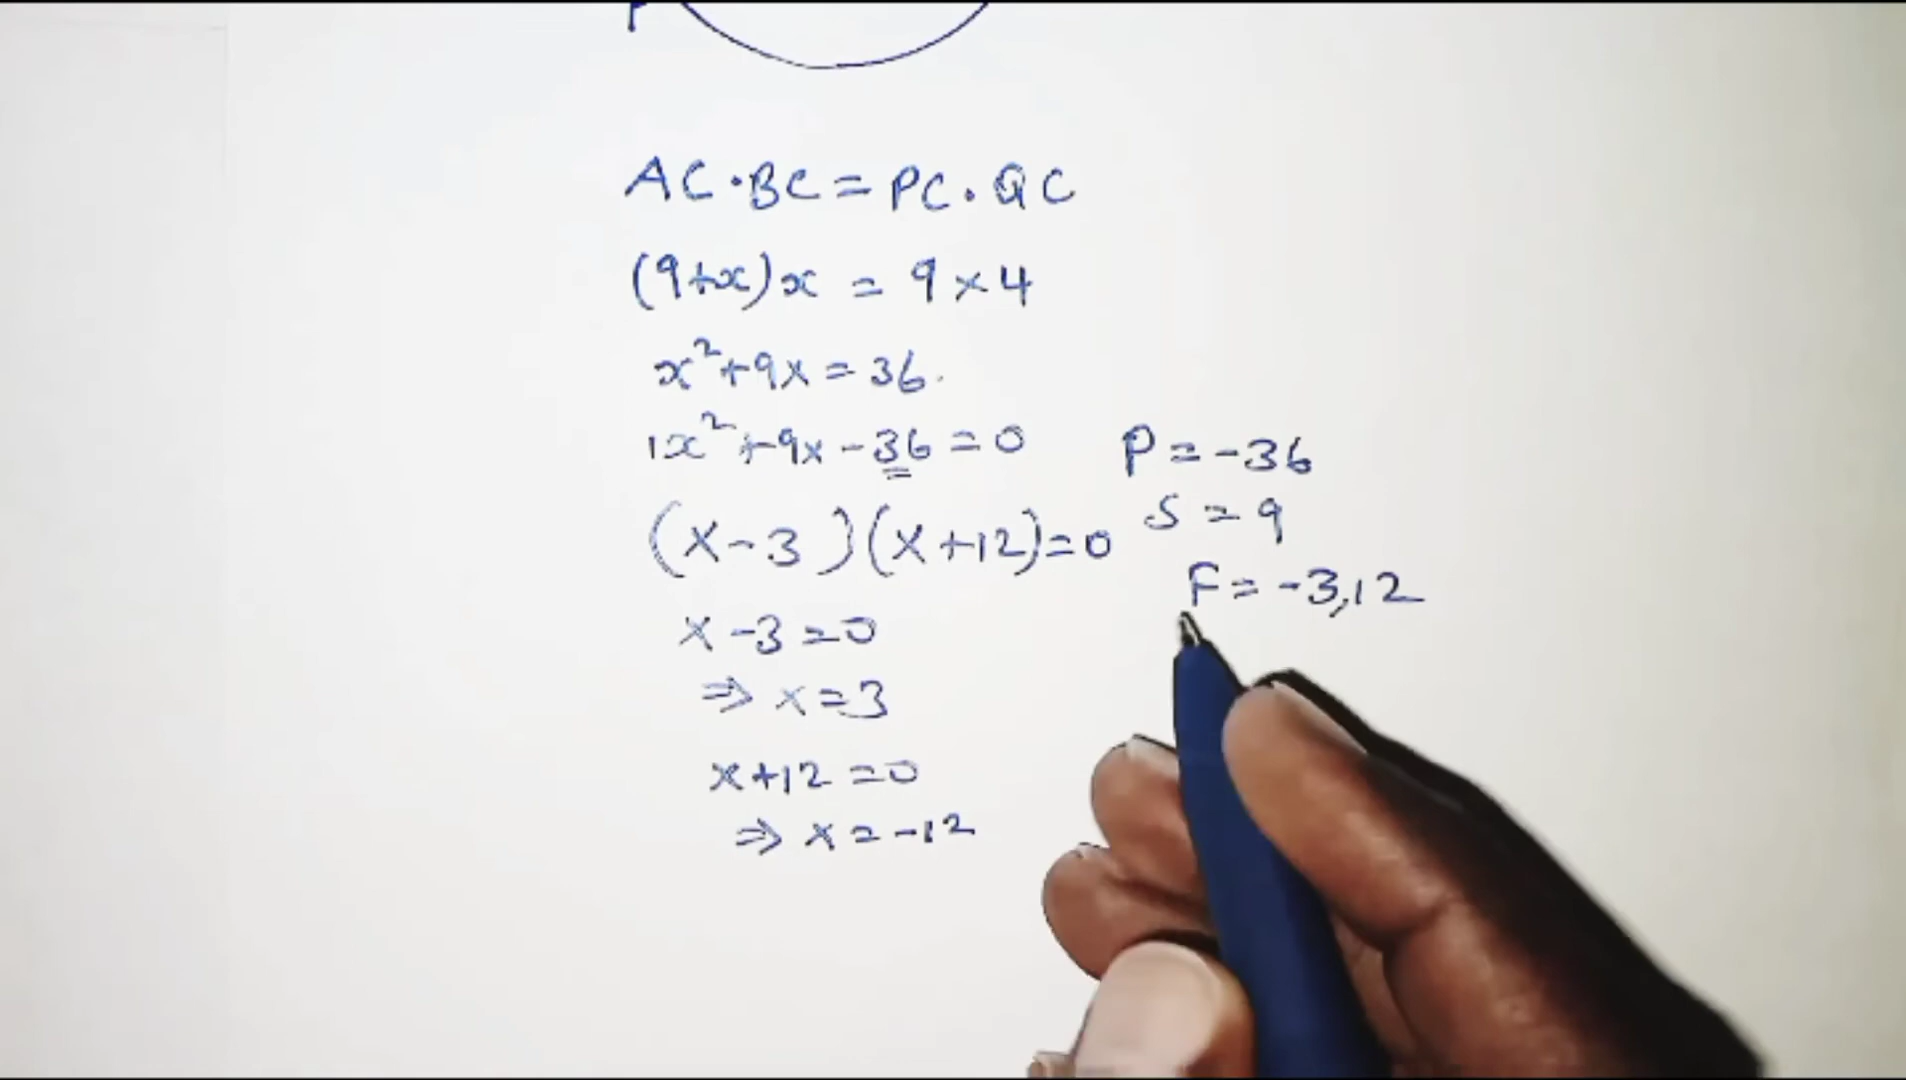 P
AC·BC=PC·QC
(9+x)x = 9×4
x²+9x=36.
1x²+9x-36=0
P=-36
(x-3)(x+12)=0
S=9
F=-3,12
x-3=0
⇒ x=3
x+12=0
⇒ x=-12